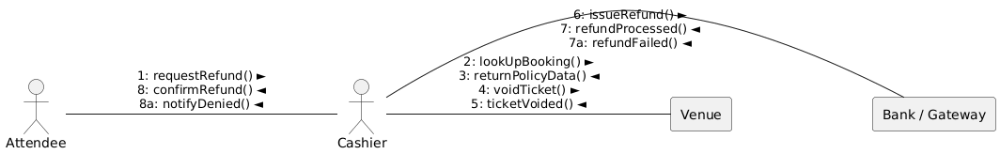 6: issueRefund() ►
7: refundProcessed() ◄
7a: refundFailed() ◄
2: lookUpBooking() ►
3: returnPolicyData() ◄
4: voidTicket() ►
5: ticketVoided() ◄
1: requestRefund() ►
8: confirmRefund() ◄
8a: notifyDenied() ◄
Attendee
Cashier
Venue
Bank / Gateway